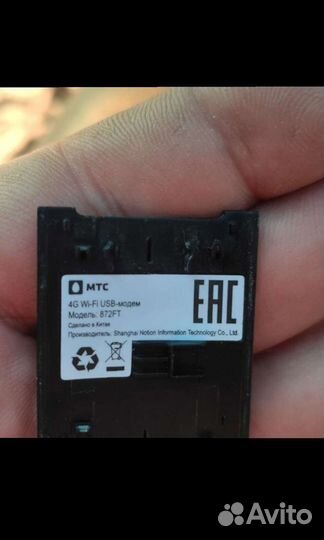 МТС
4G Wi-Fi USB-модем
Модель: 872FT
Сделано в Китае
Производитель: Shanghai Notion Information Technology Co., Ltd.
EAC
Avito